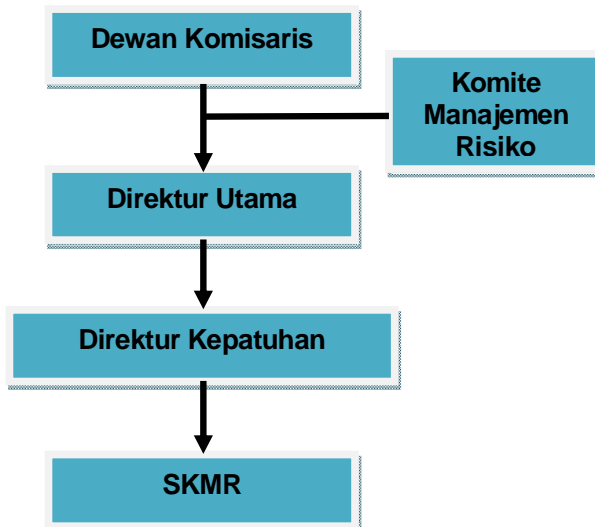 Dewan Komisaris
Komite
Manajemen
Risiko
Direktur Utama
Direktur Kepatuhan
SKMR